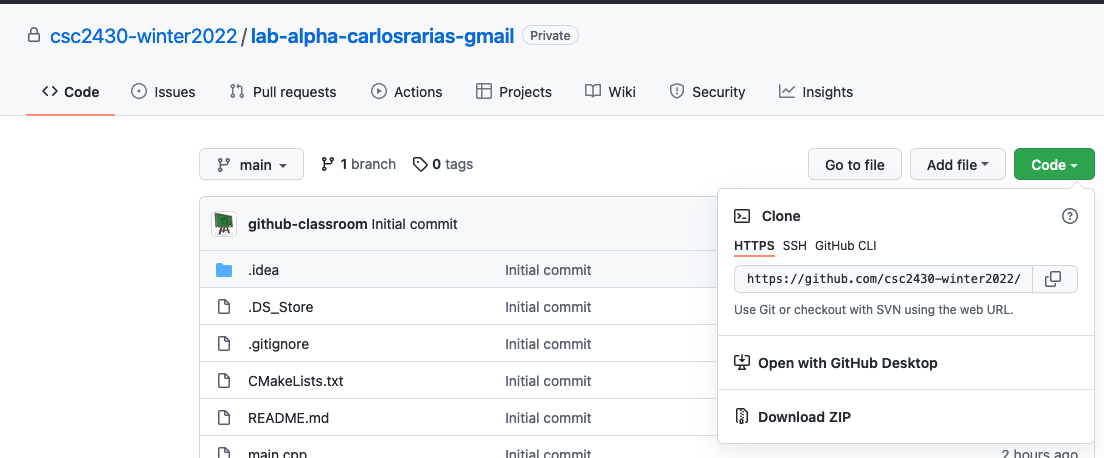 csc2430-winter2022 / lab-alpha-carlosrarias-gmail Private
Code Issues Pull requests Actions Projects Wiki Security Insights
main 1 branch 0 tags Go to file Add file Code
github-classroom Initial commit
.idea Initial commit
.DS_Store Initial commit
.gitignore Initial commit
CMakeLists.txt Initial commit
README.md Initial commit
main.cpp Initial commit 2 hours ago
Clone
HTTPS SSH GitHub CLI
https://github.com/csc2430-winter2022/
Use Git or checkout with SVN using the web URL.
Open with GitHub Desktop
Download ZIP